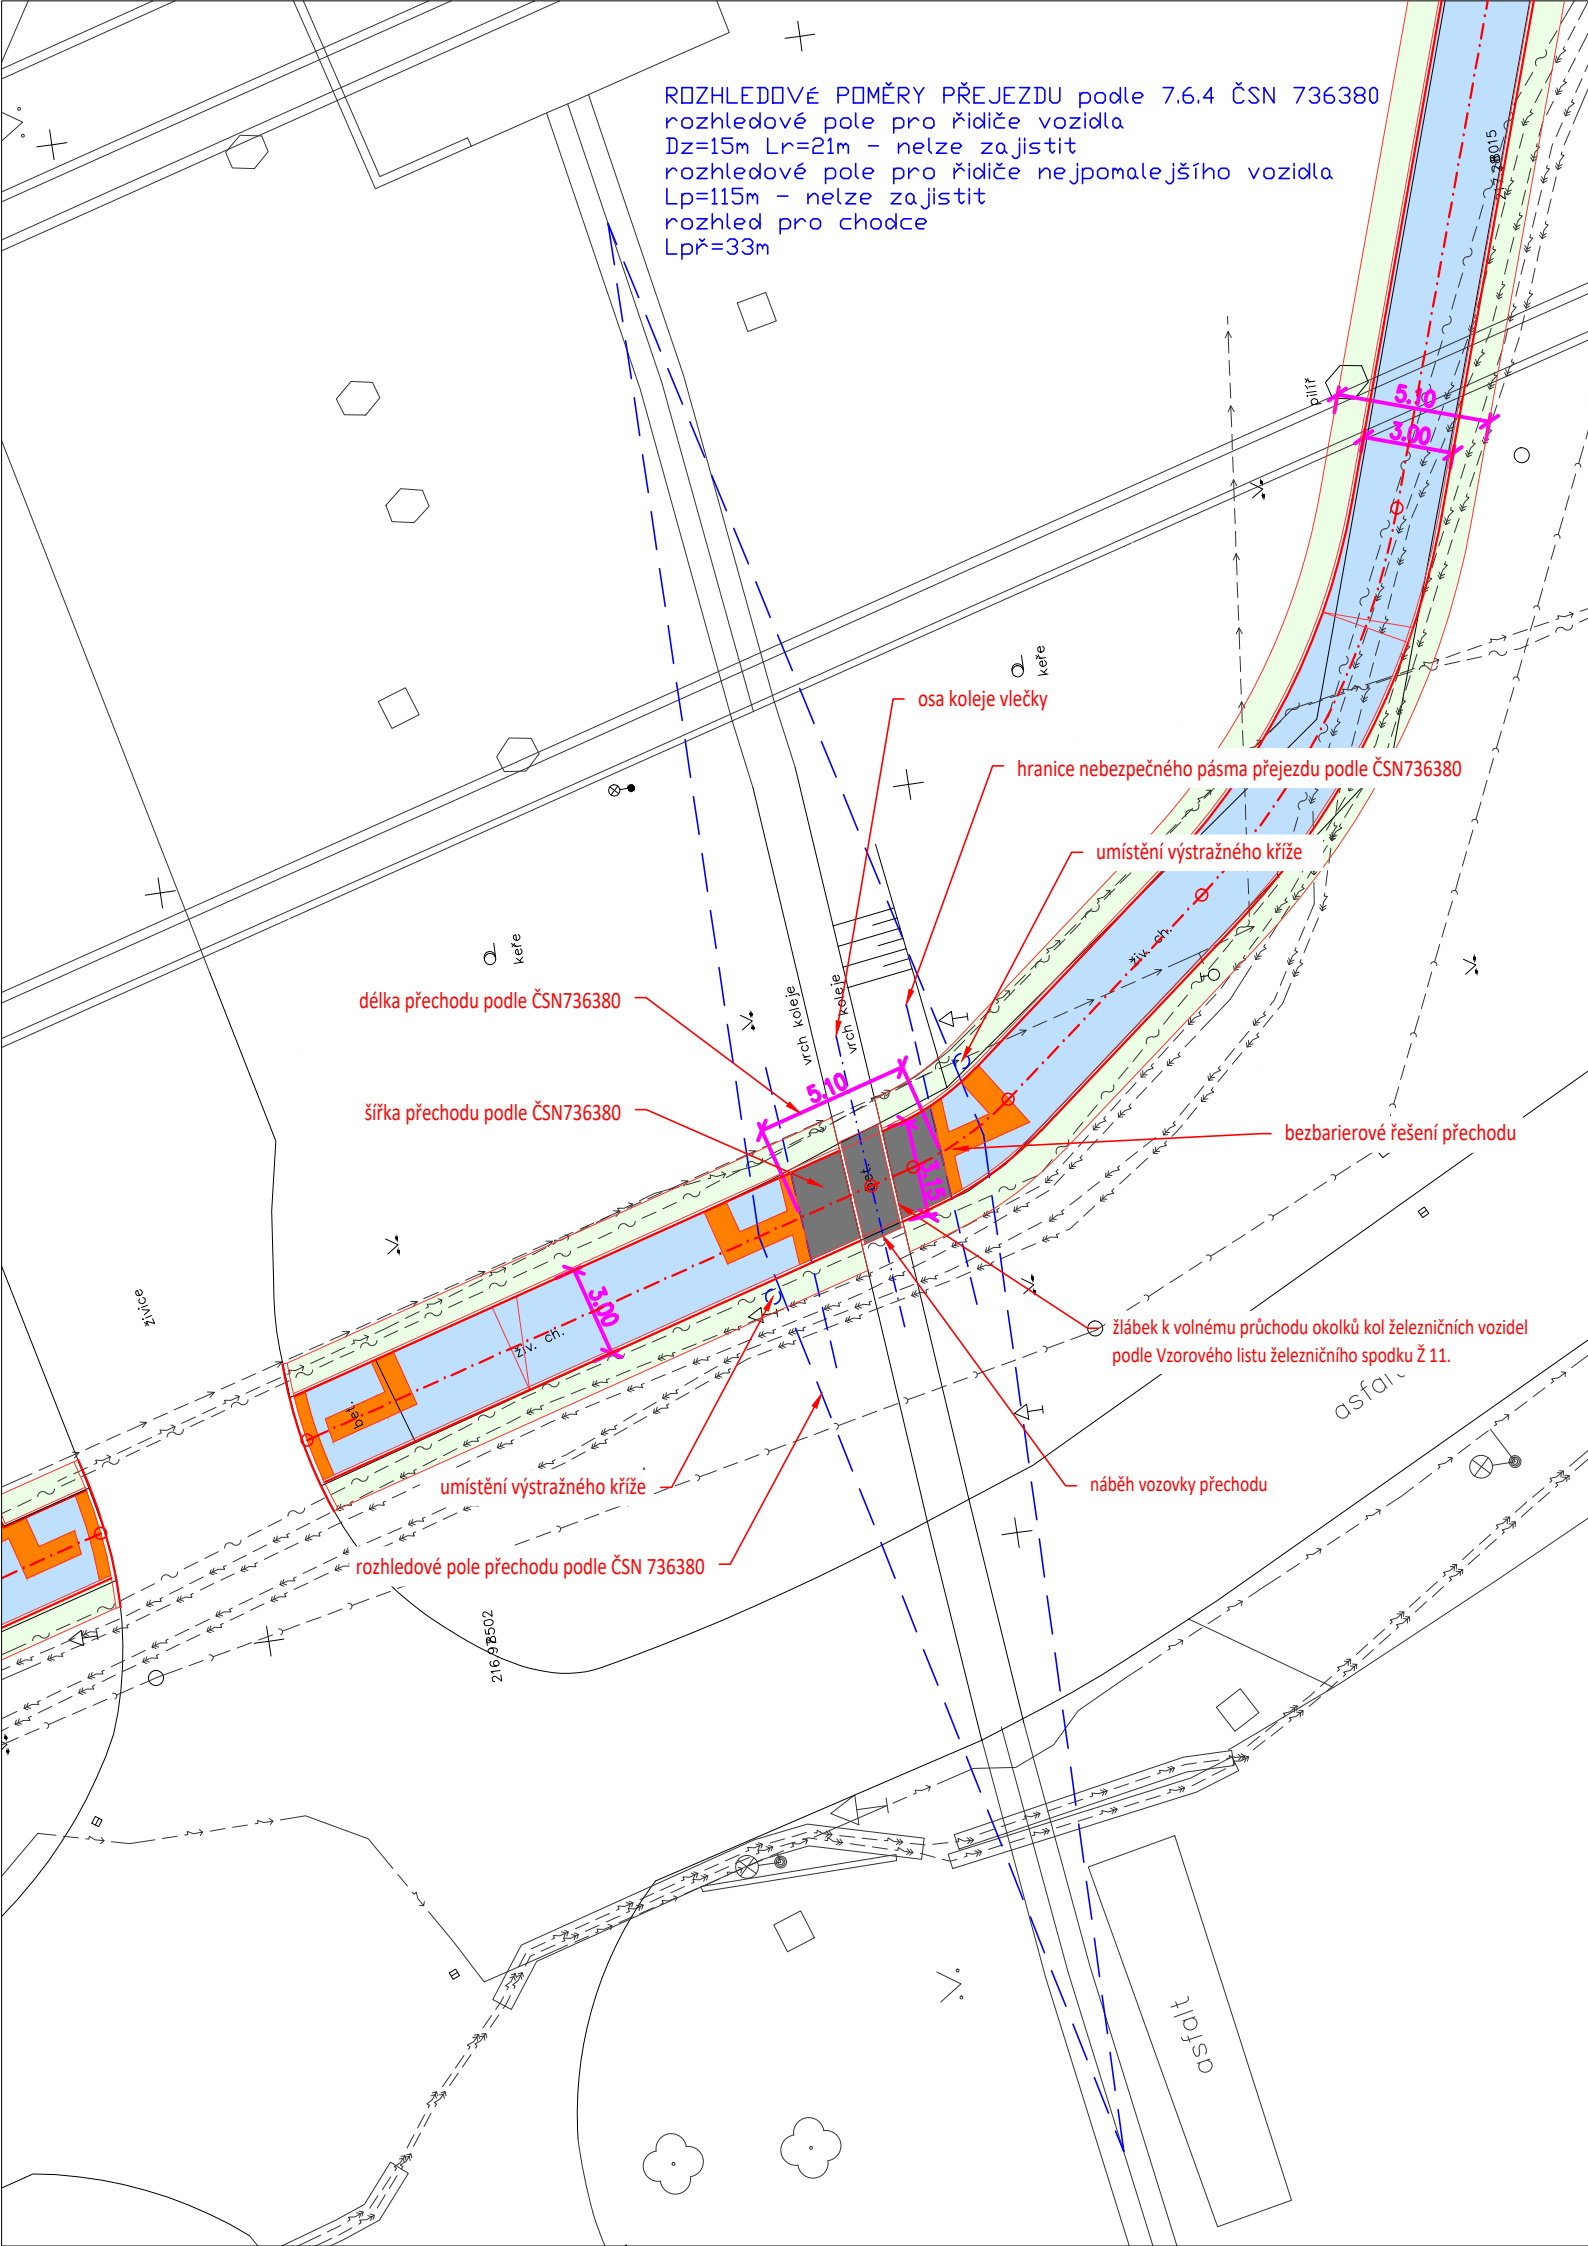 ROZHLEDOVÉ POMĚRY PŘEJEZDU podle 7.6.4 ČSN 736380
rozhledové pole pro řidiče vozidla
Dz=15m Lr=21m - nelze zajistit
rozhledové pole pro řidiče nejpomalejšího vozidla
Lp=115m - nelze zajistit
rozhled pro chodce
Lpř=33m
pilíř
5.10
3.00
keře
osa koleje vlečky
hranice nebezpečného pásma přejezdu podle ČSN736380
umístění výstražného kříže
živ. ch.
keře
délka přechodu podle ČSN736380
vrch koleje
vrch koleje
5.10
šířka přechodu podle ČSN736380
bezbarierové řešení přechodu
bet.
3.15
živice
3.00
živ. ch.
žlábek k volnému průchodu okolků kol železničních vozidel
podle Vzorového listu železničního spodku Ž 11.
bet.
umístění výstražného kříže
náběh vozovky přechodu
rozhledové pole přechodu podle ČSN 736380
asfalt